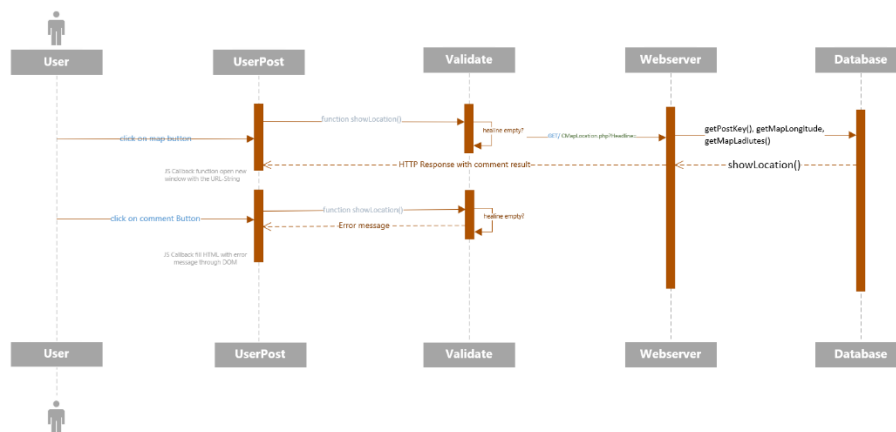 User
UserPost
Validate
Webserver
Database
function showLocation()
headline empty?
click on map button
GET/ CMapLocation.php?Headline
getPostKey(), getMapLongitude,
getMapLadiutes()
HTTP Response with comment result
showLocation()
JS Callback function open new
window with the URL-String
function showLocation()
click on comment Button
headline empty?
Error message
JS Callback fill HTML with error
message through DOM
User
UserPost
Validate
Webserver
Database